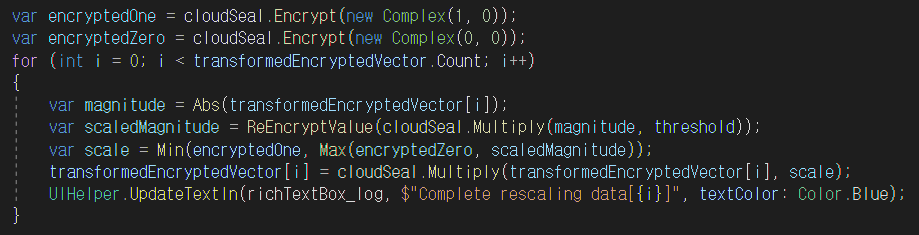 var encryptedOne = cloudSeal.Encrypt(new Complex(1, 0));
var encryptedZero = cloudSeal.Encrypt(new Complex(0, 0));
for (int i = 0; i < transformedEncryptedVector.Count; i++)
{
    var magnitude = Abs(transformedEncryptedVector[i]);
    var scaledMagnitude = ReEncryptValue(cloudSeal.Multiply(magnitude, threshold));
    var scale = Min(encryptedOne, Max(encryptedZero, scaledMagnitude));
    transformedEncryptedVector[i] = cloudSeal.Multiply(transformedEncryptedVector[i], scale);
    UIHelper.UpdateTextln(richTextBox_log, $"Complete rescaling data[{i}]", textColor: Color.Blue);
}